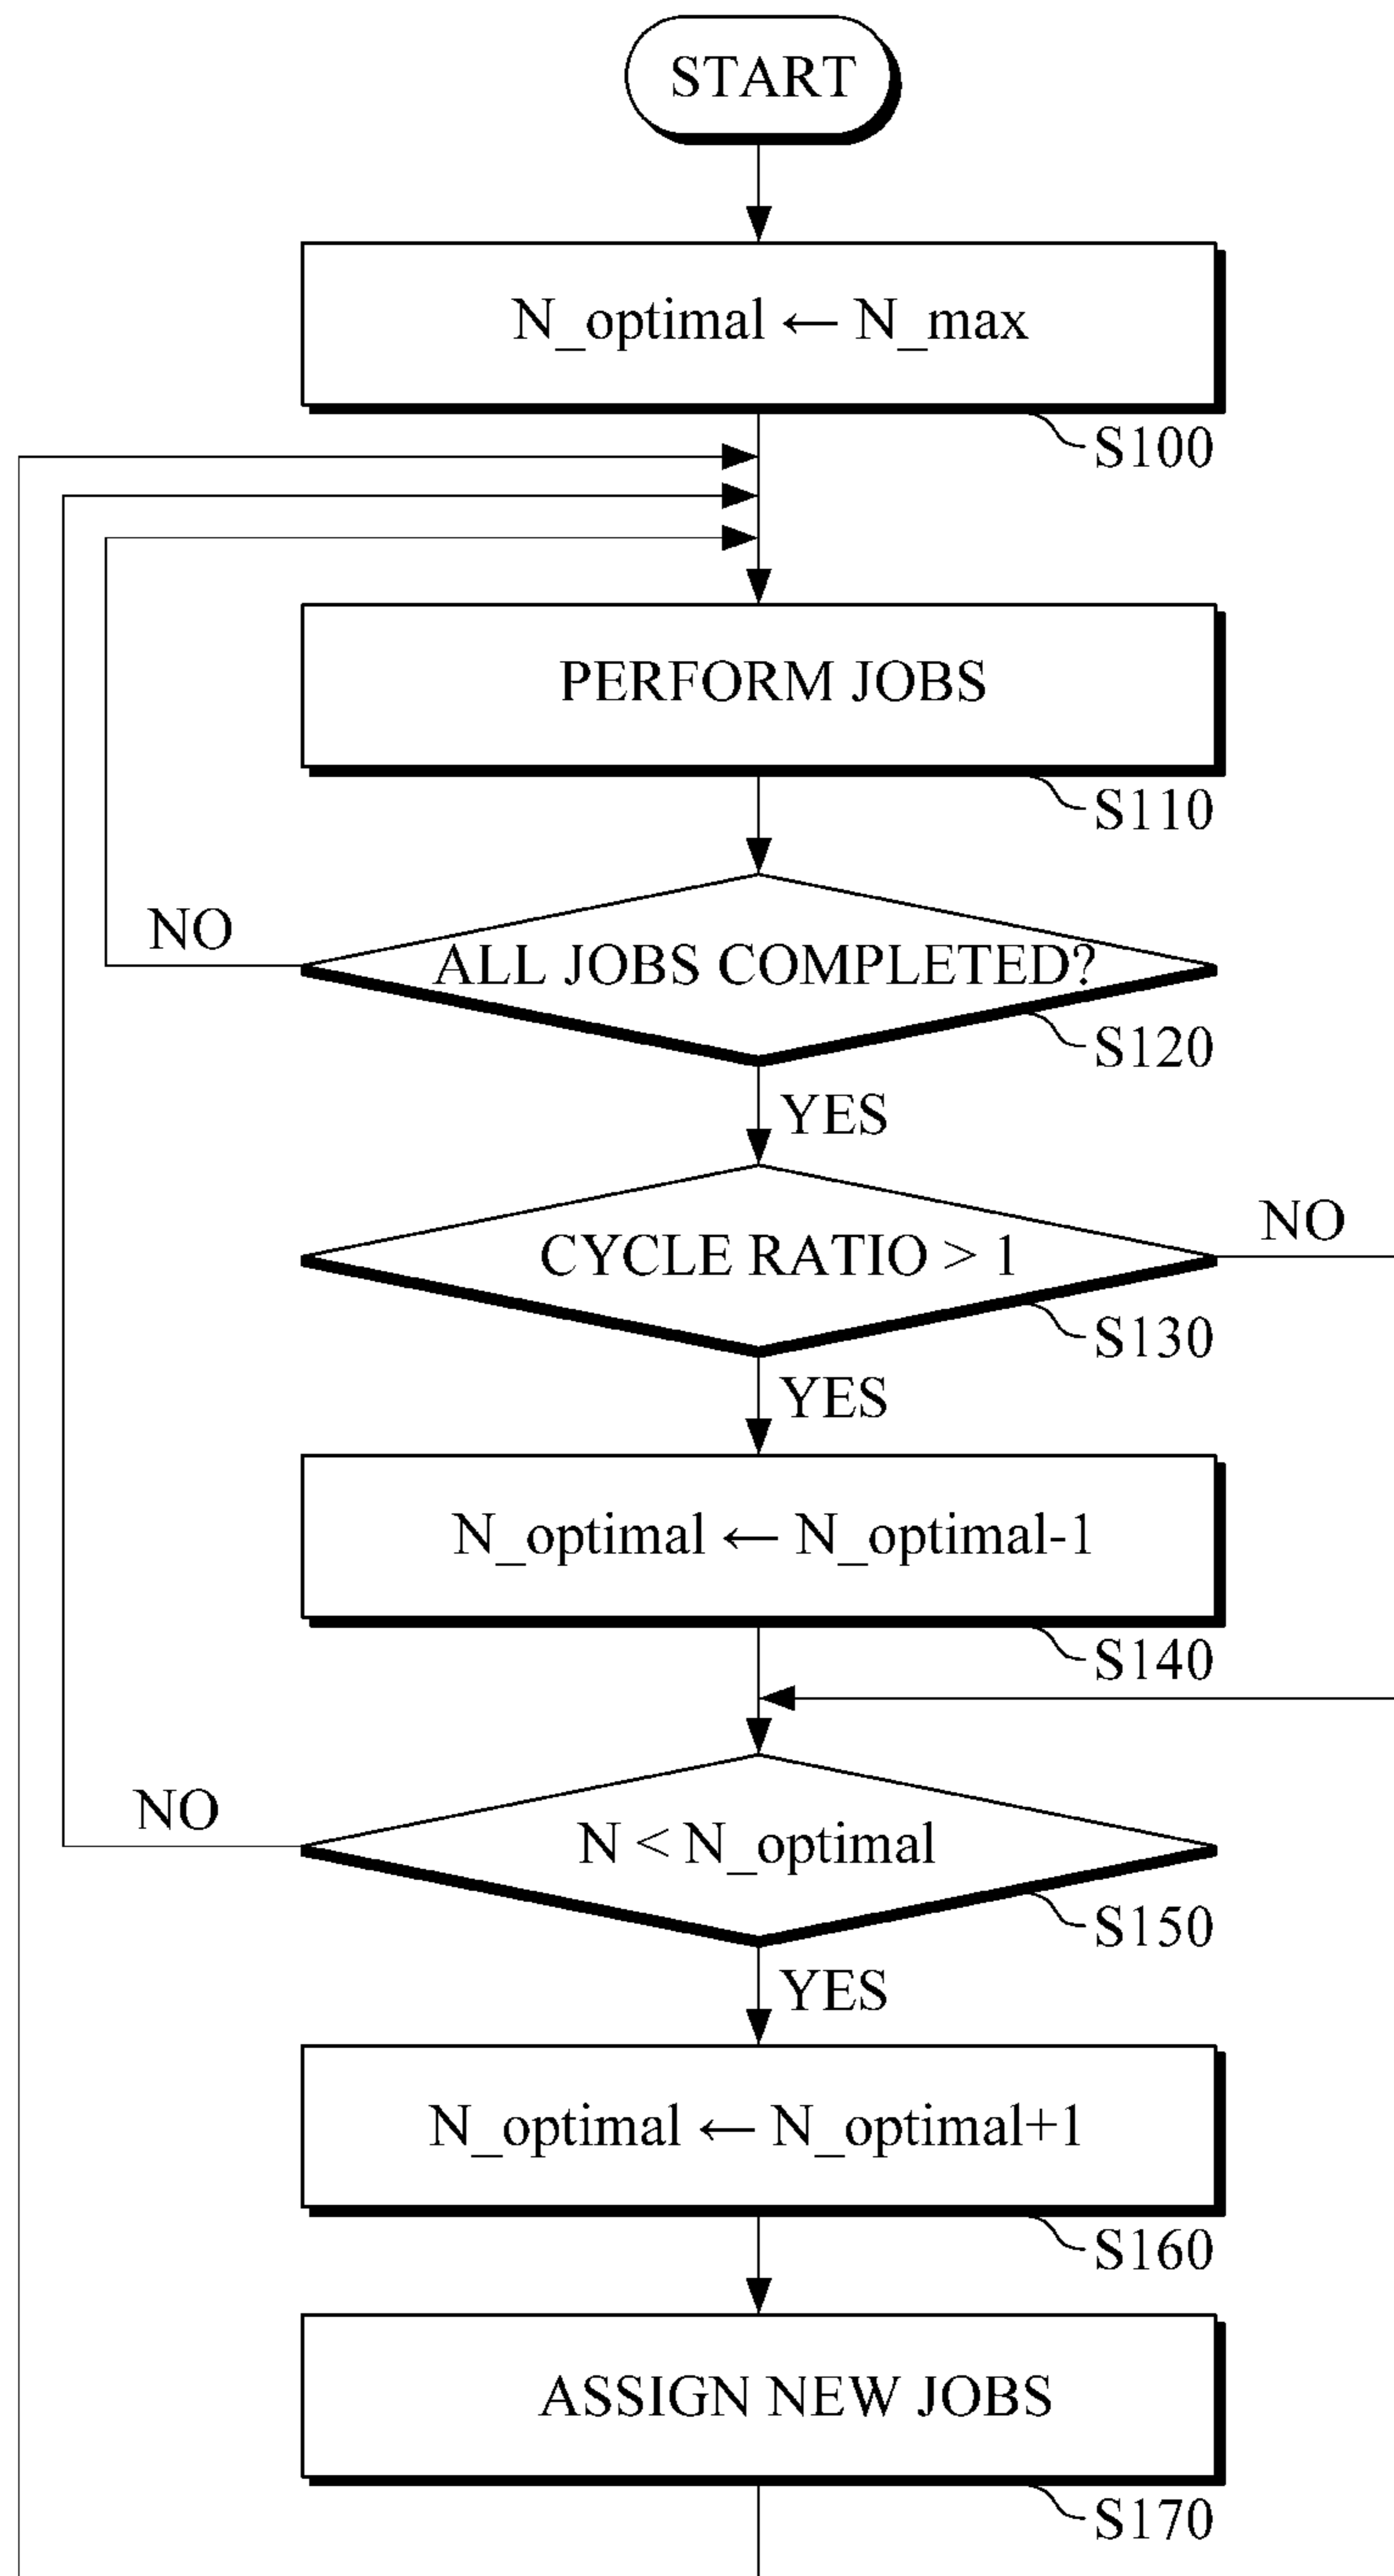 START
N_optimal ← N_max
S100
PERFORM JOBS
S110
NO
ALL JOBS COMPLETED?
S120
YES
NO
CYCLE RATIO > 1
S130
YES
N_optimal ← N_optimal-1
S140
NO
N < N_optimal
S150
YES
N_optimal ← N_optimal+1
S160
ASSIGN NEW JOBS
S170